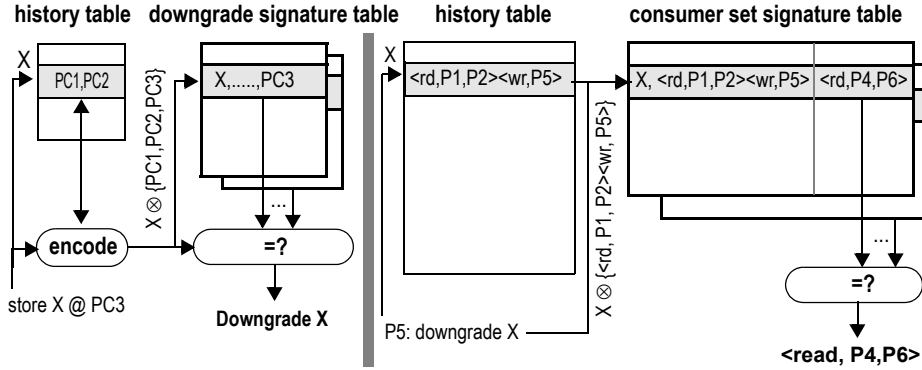 history table
downgrade signature table
X
PC1,PC2
X ⊗ {PC1,PC2,PC3}
X,.....,PC3
...
encode
=?
store X @ PC3
Downgrade X
history table
consumer set signature table
X
<rd,P1,P2><wr,P5>
X ⊗ {<rd, P1, P2><wr, P5>}
X, <rd,P1,P2><wr,P5>
<rd,P4,P6>
...
=?
P5: downgrade X
<read, P4,P6>